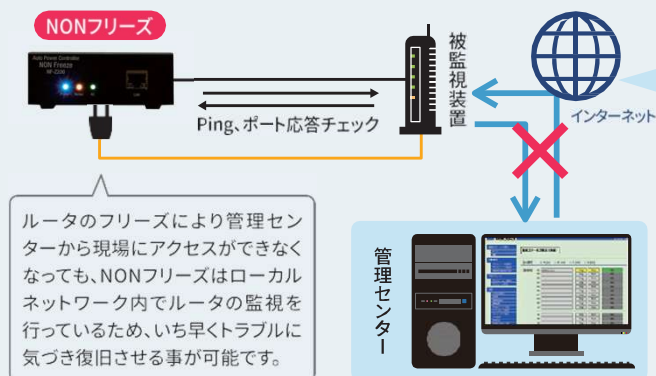 NONフリーズ
Auto Power Controller
NON Freeze
被監視装置
Ping、ポート応答チェック
インターネット
ルータのフリーズにより管理セン
ターから現場にアクセスができなく
なっても、NONフリーズはローカル
ネットワーク内でルータの監視を
行っているため、いち早くトラブルに
気づき復旧させる事が可能です。
管理センター